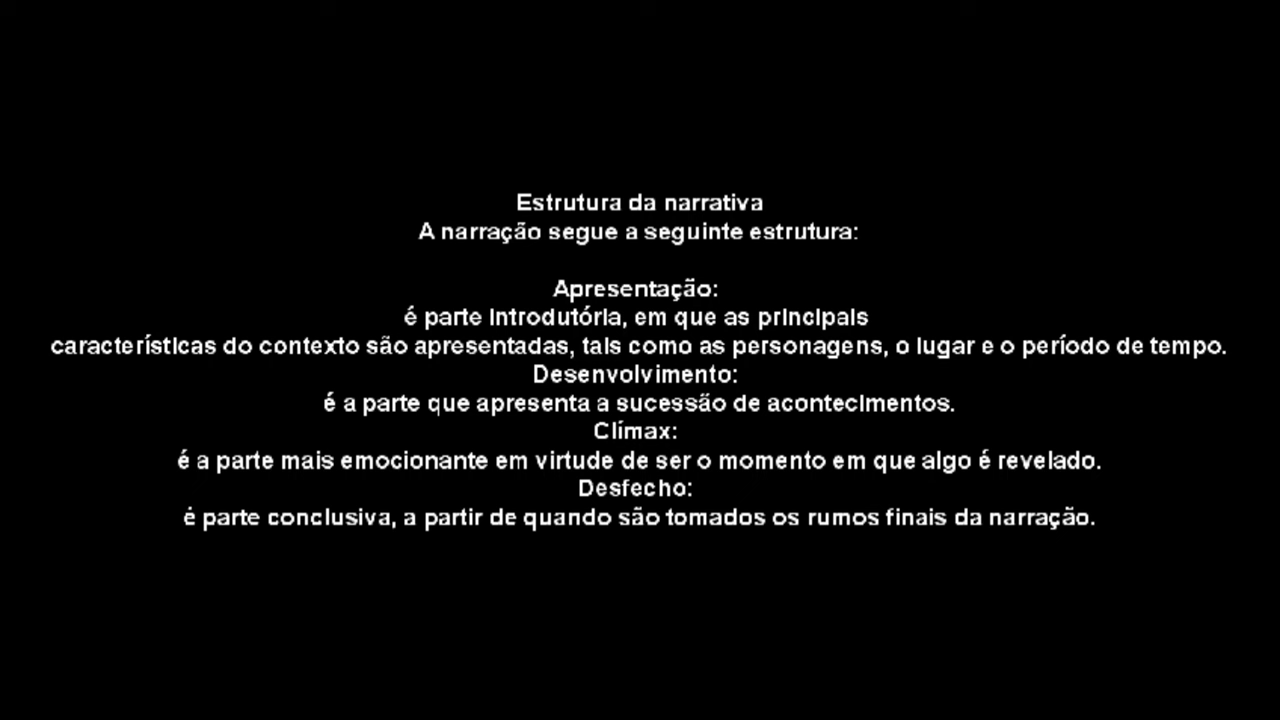 Estrutura da narrativa
A narração segue a seguinte estrutura:
Apresentação:
é parte introdutória, em que as principais
características do contexto são apresentadas, tais como as personagens, o lugar e o período de tempo.
Desenvolvimento:
é a parte que apresenta a sucessão de acontecimentos.
Clímax:
é a parte mais emocionante em virtude de ser o momento em que algo é revelado.
Desfecho:
é parte conclusiva, a partir de quando são tomados os rumos finais da narração.